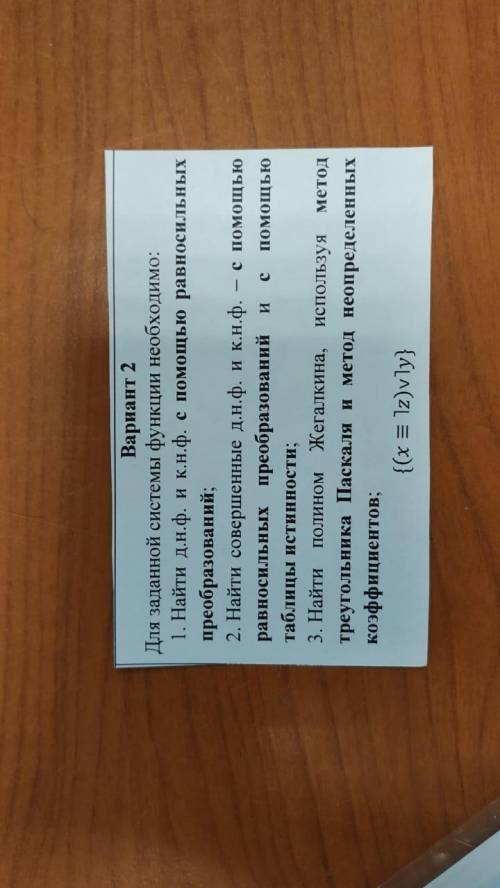 Вариант 2
Для заданной системы функции необходимо:
1. Найти д.н.ф. и к.н.ф. с помощью равносильных
преобразований;
2. Найти совершенные д.н.ф. и к.н.ф. – с помощью
равносильных преобразований и с помощью
таблицы истинности;
3. Найти полином Жегалкина, используя метод
треугольника Паскаля и метод неопределенных
коэффициентов;
{(x ≡ ˥z)∨˥y}